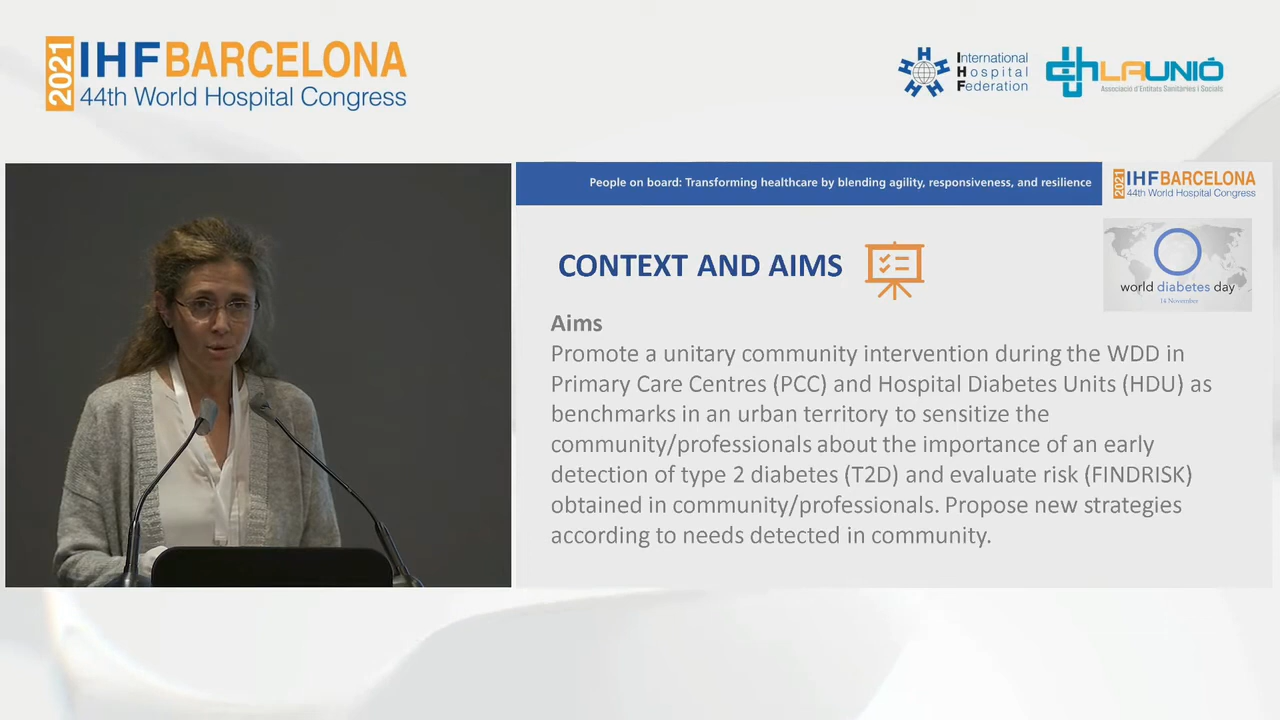 2021 IHF BARCELONA
44th World Hospital Congress
International
Hospital
Federation
LAUNIÓ
Associació d'Entitats Sanitàries i Socials
People on board: Transforming healthcare by blending agility, responsiveness, and resilience
2021 IHF BARCELONA
44th World Hospital Congress
world diabetes day
14 November
CONTEXT AND AIMS
Aims
Promote a unitary community intervention during the WDD in
Primary Care Centres (PCC) and Hospital Diabetes Units (HDU) as
benchmarks in an urban territory to sensitize the
community/professionals about the importance of an early
detection of type 2 diabetes (T2D) and evaluate risk (FINDRISK)
obtained in community/professionals. Propose new strategies
according to needs detected in community.